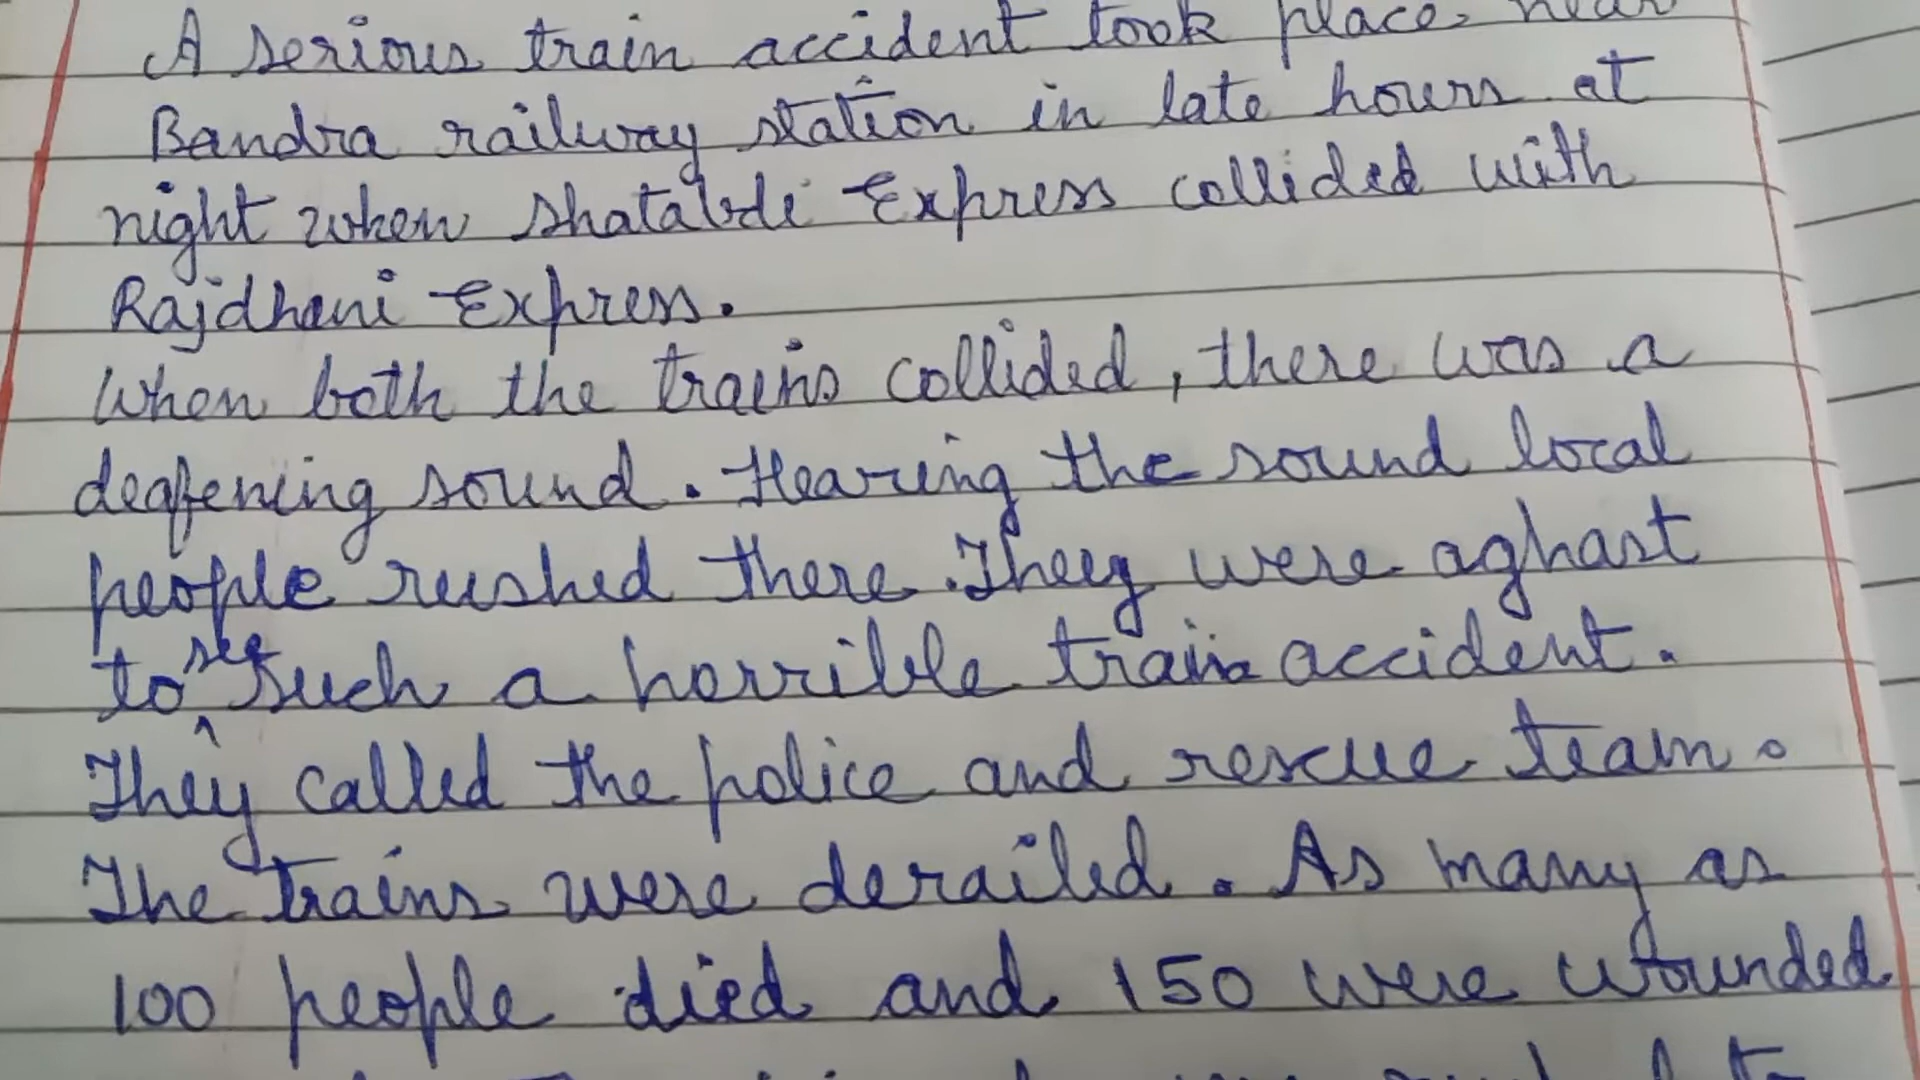 A serious train accident took place near
Bandra railway station in late hours at
night when Shatabdi Express collided with
Rajdhani Express.
When both the trains collided, there was a
deafening sound. Hearing the sound local
people rushed there. They were aghast
to see such a horrible train accident.
They called the police and rescue team.
The trains were derailed. As many as
100 people died and 150 were wounded